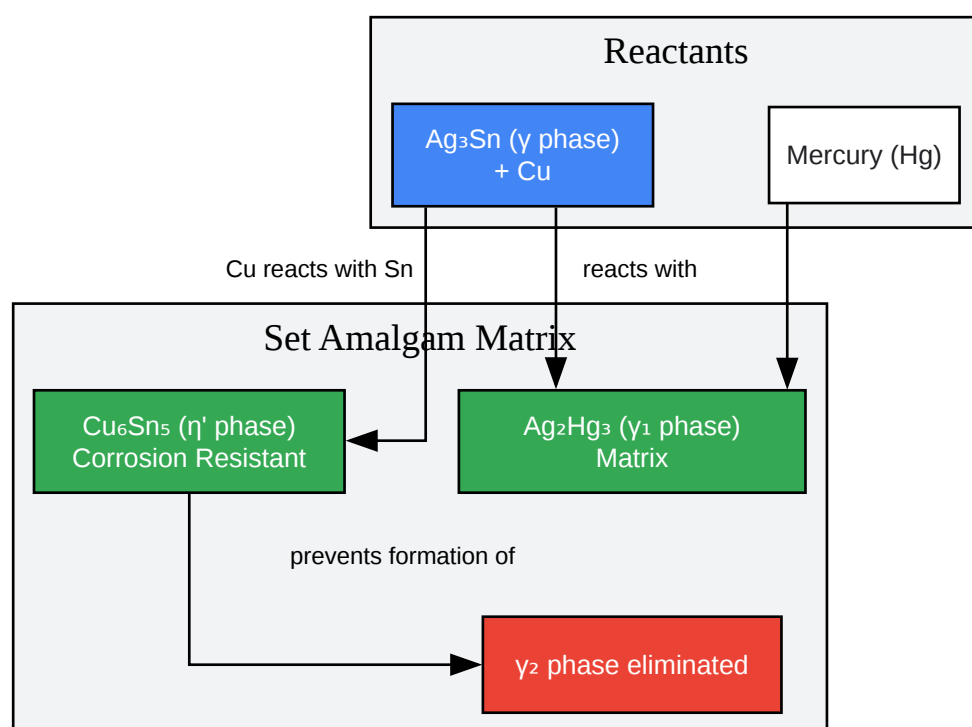 Reactants
Ag₃Sn (γ phase)
+ Cu
Mercury (Hg)
Cu reacts with Sn
reacts with
Set Amalgam Matrix
Cu₆Sn₅ (η' phase)
Corrosion Resistant
Ag₂Hg₃ (γ₁ phase)
Matrix
prevents formation of
γ₂ phase eliminated